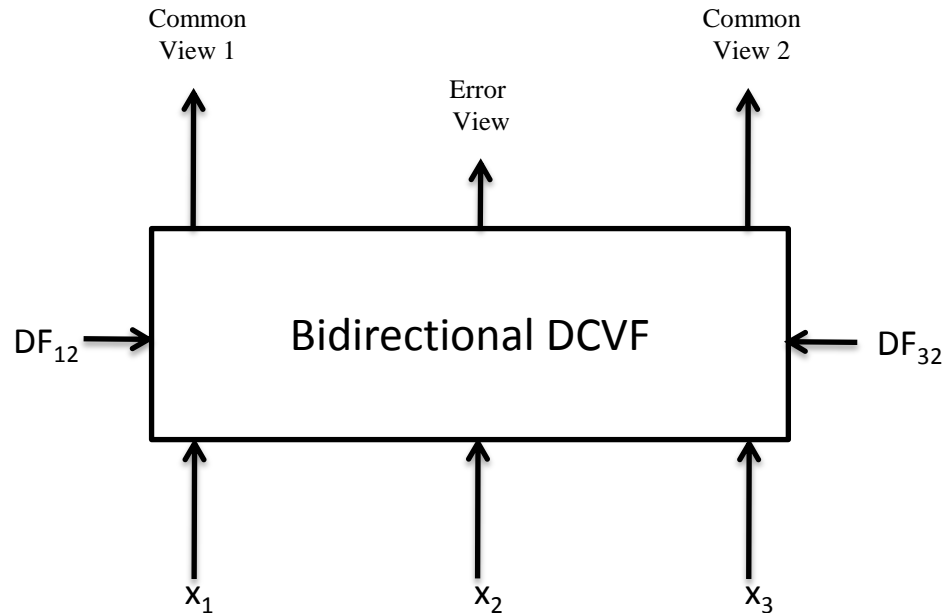 Common
View 1
Common
View 2
Error
View
Bidirectional DCVF
DF₁₂
DF₃₂
x₁
x₂
x₃